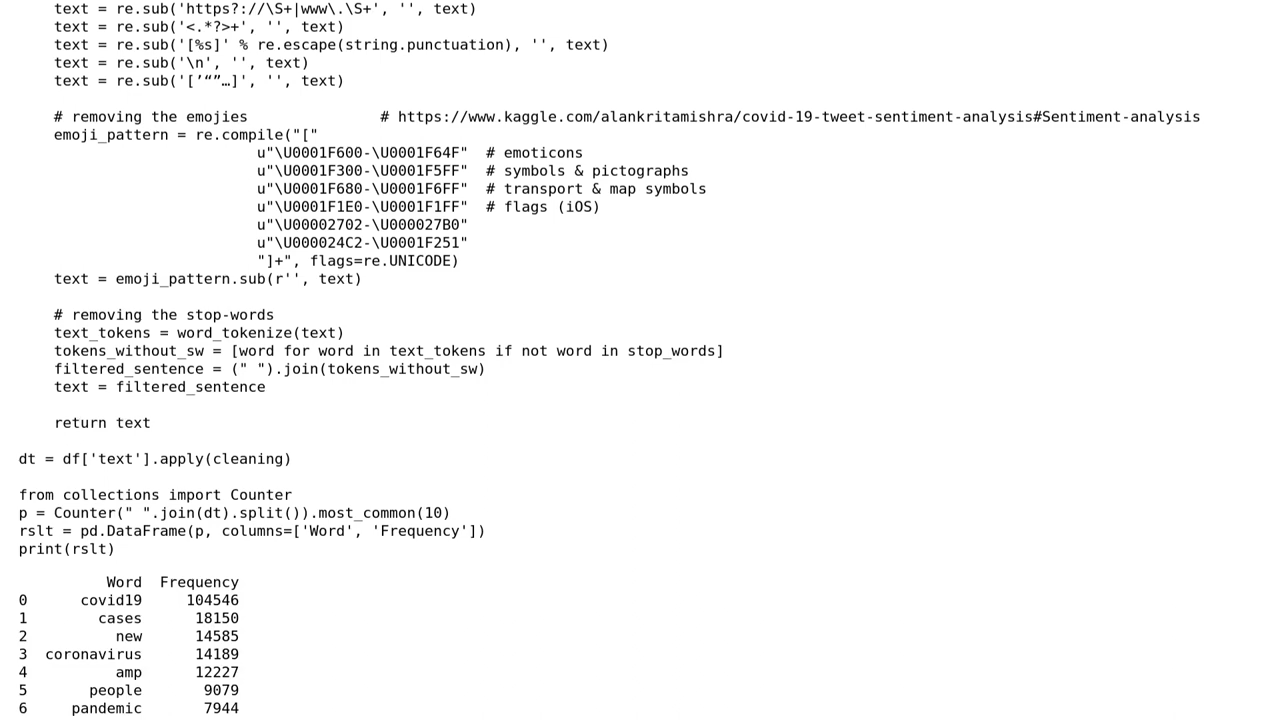 text = re.sub('https?://\S+|www\.\S+', '', text)
text = re.sub('<.*?>+', '', text)
text = re.sub('[%s]' % re.escape(string.punctuation), '', text)
text = re.sub('\n', '', text)
text = re.sub('[’“”…]', '', text)
# removing the emojies # https://www.kaggle.com/alankritamishra/covid-19-tweet-sentiment-analysis#Sentiment-analysis
emoji_pattern = re.compile("["
u"\U0001F600-\U0001F64F" # emoticons
u"\U0001F300-\U0001F5FF" # symbols & pictographs
u"\U0001F680-\U0001F6FF" # transport & map symbols
u"\U0001F1E0-\U0001F1FF" # flags (iOS)
u"\U00002702-\U000027B0"
u"\U000024C2-\U0001F251"
"]+", flags=re.UNICODE)
text = emoji_pattern.sub(r'', text)
# removing the stop-words
text_tokens = word_tokenize(text)
tokens_without_sw = [word for word in text_tokens if not word in stop_words]
filtered_sentence = (" ").join(tokens_without_sw)
text = filtered_sentence
return text
dt = df['text'].apply(cleaning)
from collections import Counter
p = Counter(" ".join(dt).split()).most_common(10)
rslt = pd.DataFrame(p, columns=['Word', 'Frequency'])
print(rslt)
Word Frequency
0 covid19 104546
1 cases 18150
2 new 14585
3 coronavirus 14189
4 amp 12227
5 people 9079
6 pandemic 7944